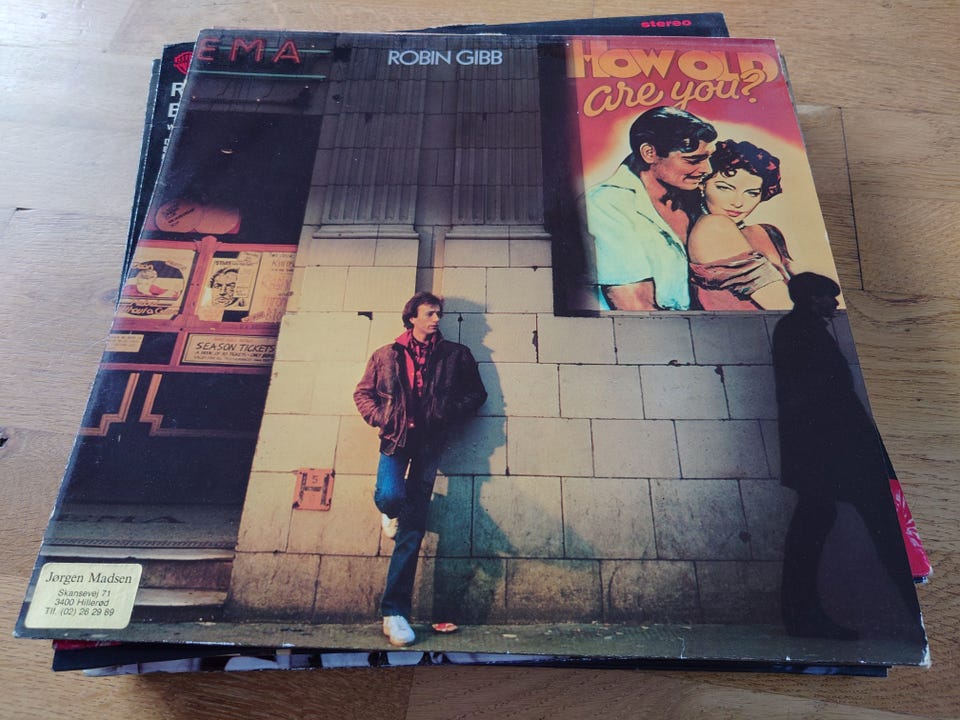 stereo
EMA
ROBIN GIBB
HOW OLD
are you?
SEASON TICKETS
5
H
Jørgen Madsen
Skansevej 71
3400 Hillerød
Tlf. (02) 26 29 89